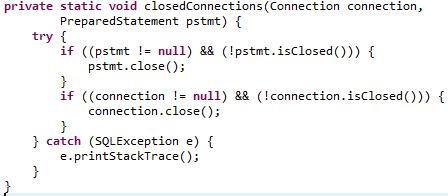 private static void closedConnections(Connection connection,
        PreparedStatement pstmt) {
    try {
        if ((pstmt != null) && (!pstmt.isClosed())) {
            pstmt.close();
        }
        if ((connection != null) && (!connection.isClosed())) {
            connection.close();
        }
    } catch (SQLException e) {
        e.printStackTrace();
    }
}